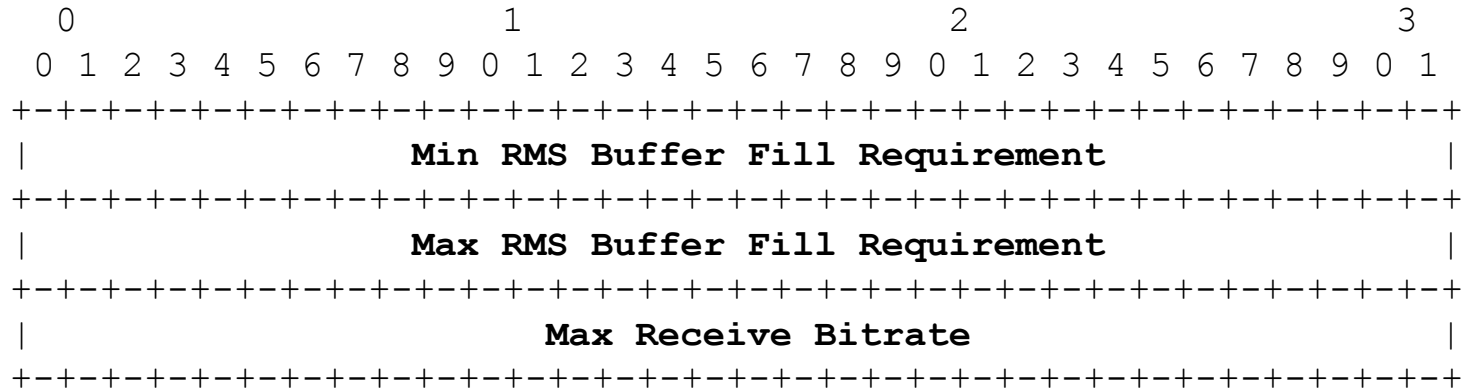 0 1 2 3
0 1 2 3 4 5 6 7 8 9 0 1 2 3 4 5 6 7 8 9 0 1 2 3 4 5 6 7 8 9 0 1
+-+-+-+-+-+-+-+-+-+-+-+-+-+-+-+-+-+-+-+-+-+-+-+-+-+-+-+-+-+-+-+-+
| Min RMS Buffer Fill Requirement |
+-+-+-+-+-+-+-+-+-+-+-+-+-+-+-+-+-+-+-+-+-+-+-+-+-+-+-+-+-+-+-+-+
| Max RMS Buffer Fill Requirement |
+-+-+-+-+-+-+-+-+-+-+-+-+-+-+-+-+-+-+-+-+-+-+-+-+-+-+-+-+-+-+-+-+
| Max Receive Bitrate |
+-+-+-+-+-+-+-+-+-+-+-+-+-+-+-+-+-+-+-+-+-+-+-+-+-+-+-+-+-+-+-+-+